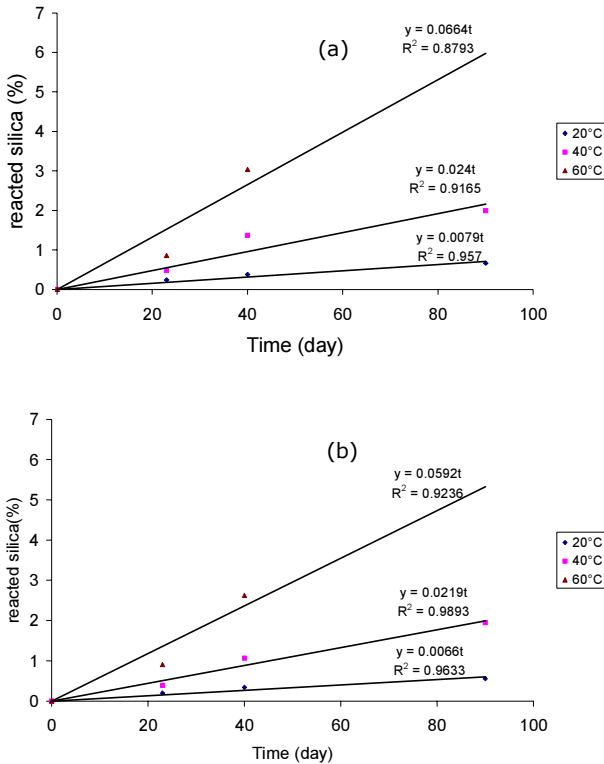 7
6
5
4
3
2
1
0
reacted silica (%)
(a)
y = 0.0664t
R² = 0.8793
y = 0.024t
R² = 0.9165
y = 0.0079t
R² = 0.957
20°C
40°C
60°C
0 20 40 60 80 100
Time (day)
7
6
5
4
3
2
1
0
reacted silica(%)
(b)
y = 0.0592t
R² = 0.9236
y = 0.0219t
R² = 0.9893
y = 0.0066t
R² = 0.9633
20°C
40°C
60°C
0 20 40 60 80 100
Time (day)